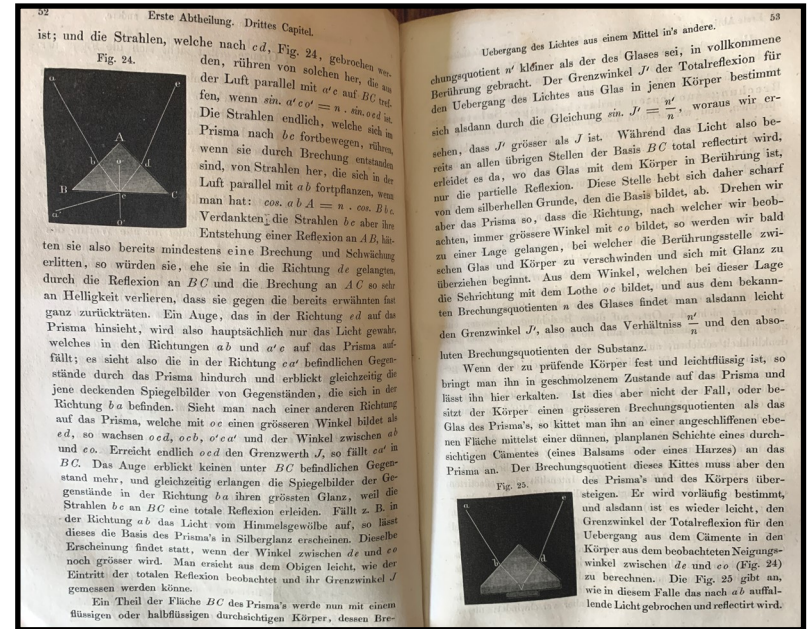 52
Erste Abtheilung. Drittes Capitel.
ist; und die Strahlen, welche nach cd, Fig. 24, gebrochen wer-
Fig. 24.
a
e
A
b
o
d
B
c
C
a'
o'
den, rühren von solchen her, die aus
der Luft parallel mit a'c auf BC tref-
fen, wenn sin. a'co' = n . sin. ocd ist.
Die Strahlen endlich, welche sich im
Prisma nach bc fortbewegen, rühren,
wenn sie durch Brechung entstanden
sind, von Strahlen her, die sich in der
Luft parallel mit ab fortpflanzen, wenn
man hat: cos. abA = n . cos. Bbc.
Verdankten die Strahlen bc aber ihre
Entstehung einer Reflexion an AB, hät-
ten sie also bereits mindestens eine Brechung und Schwächung
erlitten, so würden sie, ehe sie in die Richtung de gelangten,
durch die Reflexion an BC und die Brechung an AC so sehr
an Helligkeit verlieren, dass sie gegen die bereits erwähnten fast
ganz zurückträten. Ein Auge, das in der Richtung ed auf das
Prisma hinsieht, wird also hauptsächlich nur das Licht gewahr,
welches in den Richtungen ab und a'c auf das Prisma auf-
fällt; es sieht also die in der Richtung ca' befindlichen Gegen-
stände durch das Prisma hindurch und erblickt gleichzeitig die
jene deckenden Spiegelbilder von Gegenständen, die sich in der
Richtung ba befinden. Sieht man nach einer anderen Richtung
auf das Prisma, welche mit oc einen grösseren Winkel bildet als
ed, so wachsen ocd, ocb, o'ca' und der Winkel zwischen ab
und co. Erreicht endlich ocd den Grenzwerth J, so fällt ca' in
BC. Das Auge erblickt keinen unter BC befindlichen Gegen-
stand mehr, und gleichzeitig erlangen die Spiegelbilder der Ge-
genstände in der Richtung ba ihren grössten Glanz, weil die
Strahlen bc an BC eine totale Reflexion erleiden. Fällt z. B. in
der Richtung ab das Licht vom Himmelsgewölbe auf, so lässt
dieses die Basis des Prisma's in Silberglanz erscheinen. Dieselbe
Erscheinung findet statt, wenn der Winkel zwischen de und co
noch grösser wird. Man ersieht aus dem Obigen leicht, wie der
Eintritt der totalen Reflexion beobachtet und ihr Grenzwinkel J
gemessen werden könne.
Ein Theil der Fläche BC des Prisma's werde nun mit einem
flüssigen oder halbflüssigen durchsichtigen Körper, dessen Bre-
Uebergang des Lichtes aus einem Mittel in's andere.
53
chungsquotient n' kleiner als der des Glases sei, in vollkommene
Berührung gebracht. Der Grenzwinkel J' der Totalreflexion für
den Uebergang des Lichtes aus Glas in jenen Körper bestimmt
sich alsdann durch die Gleichung sin. J' = n'/n, woraus wir er-
sehen, dass J' grösser als J ist. Während das Licht also be-
reits an allen übrigen Stellen der Basis BC total reflectirt wird,
erleidet es da, wo das Glas mit dem Körper in Berührung ist,
nur die partielle Reflexion. Diese Stelle hebt sich daher scharf
von dem silberhellen Grunde, den die Basis bildet, ab. Drehen wir
aber das Prisma so, dass die Richtung, nach welcher wir beob-
achten, immer grössere Winkel mit co bildet, so werden wir bald
zu einer Lage gelangen, bei welcher die Berührungsstelle zwi-
schen Glas und Körper zu verschwinden und sich mit Glanz zu
überziehen beginnt. Aus dem Winkel, welchen bei dieser Lage
die Sehrichtung mit dem Lothe oc bildet, und aus dem bekann-
ten Brechungsquotienten n des Glases findet man alsdann leicht
den Grenzwinkel J', also auch das Verhältniss n'/n und den abso-
luten Brechungsquotienten der Substanz.
Wenn der zu prüfende Körper fest und leichtflüssig ist, so
bringt man ihn in geschmolzenem Zustande auf das Prisma und
lässt ihn hier erkalten. Ist dies aber nicht der Fall, oder be-
sitzt der Körper einen grösseren Brechungsquotienten als das
Glas des Prisma's, so kittet man ihn an einer angeschliffenen ebe-
nen Fläche mittelst einer dünnen, planplanen Schichte eines durch-
sichtigen Cämentes (eines Balsams oder eines Harzes) an das
Prisma an. Der Brechungsquotient dieses Kittes muss aber den
Fig. 25.
a
e
b
d
des Prisma's und des Körpers über-
steigen. Er wird vorläufig bestimmt,
und alsdann ist es wieder leicht, den
Grenzwinkel der Totalreflexion für den
Uebergang aus dem Cämente in den
Körper aus dem beobachteten Neigungs-
winkel zwischen de und co (Fig. 24)
zu berechnen. Die Fig. 25 gibt an,
wie in diesem Falle das nach ab auffal-
lende Licht gebrochen und reflectirt wird.